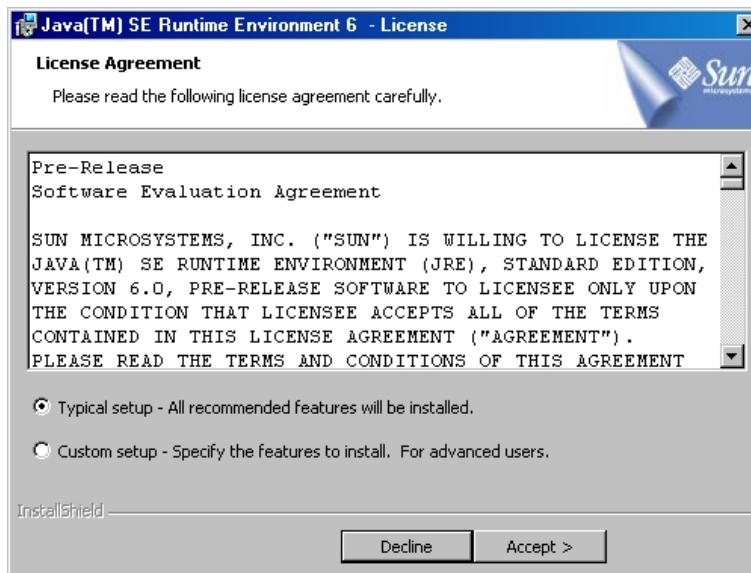 Java(TM) SE Runtime Environment 6 - License
License Agreement
Please read the following license agreement carefully.
Sun
microsystems
Pre-Release
Software Evaluation Agreement
SUN MICROSYSTEMS, INC. ("SUN") IS WILLING TO LICENSE THE
JAVA(TM) SE RUNTIME ENVIRONMENT (JRE), STANDARD EDITION,
VERSION 6.0, PRE-RELEASE SOFTWARE TO LICENSEE ONLY UPON
THE CONDITION THAT LICENSEE ACCEPTS ALL OF THE TERMS
CONTAINED IN THIS LICENSE AGREEMENT ("AGREEMENT").
PLEASE READ THE TERMS AND CONDITIONS OF THIS AGREEMENT
Typical setup - All recommended features will be installed.
Custom setup - Specify the features to install. For advanced users.
InstallShield
Decline
Accept >